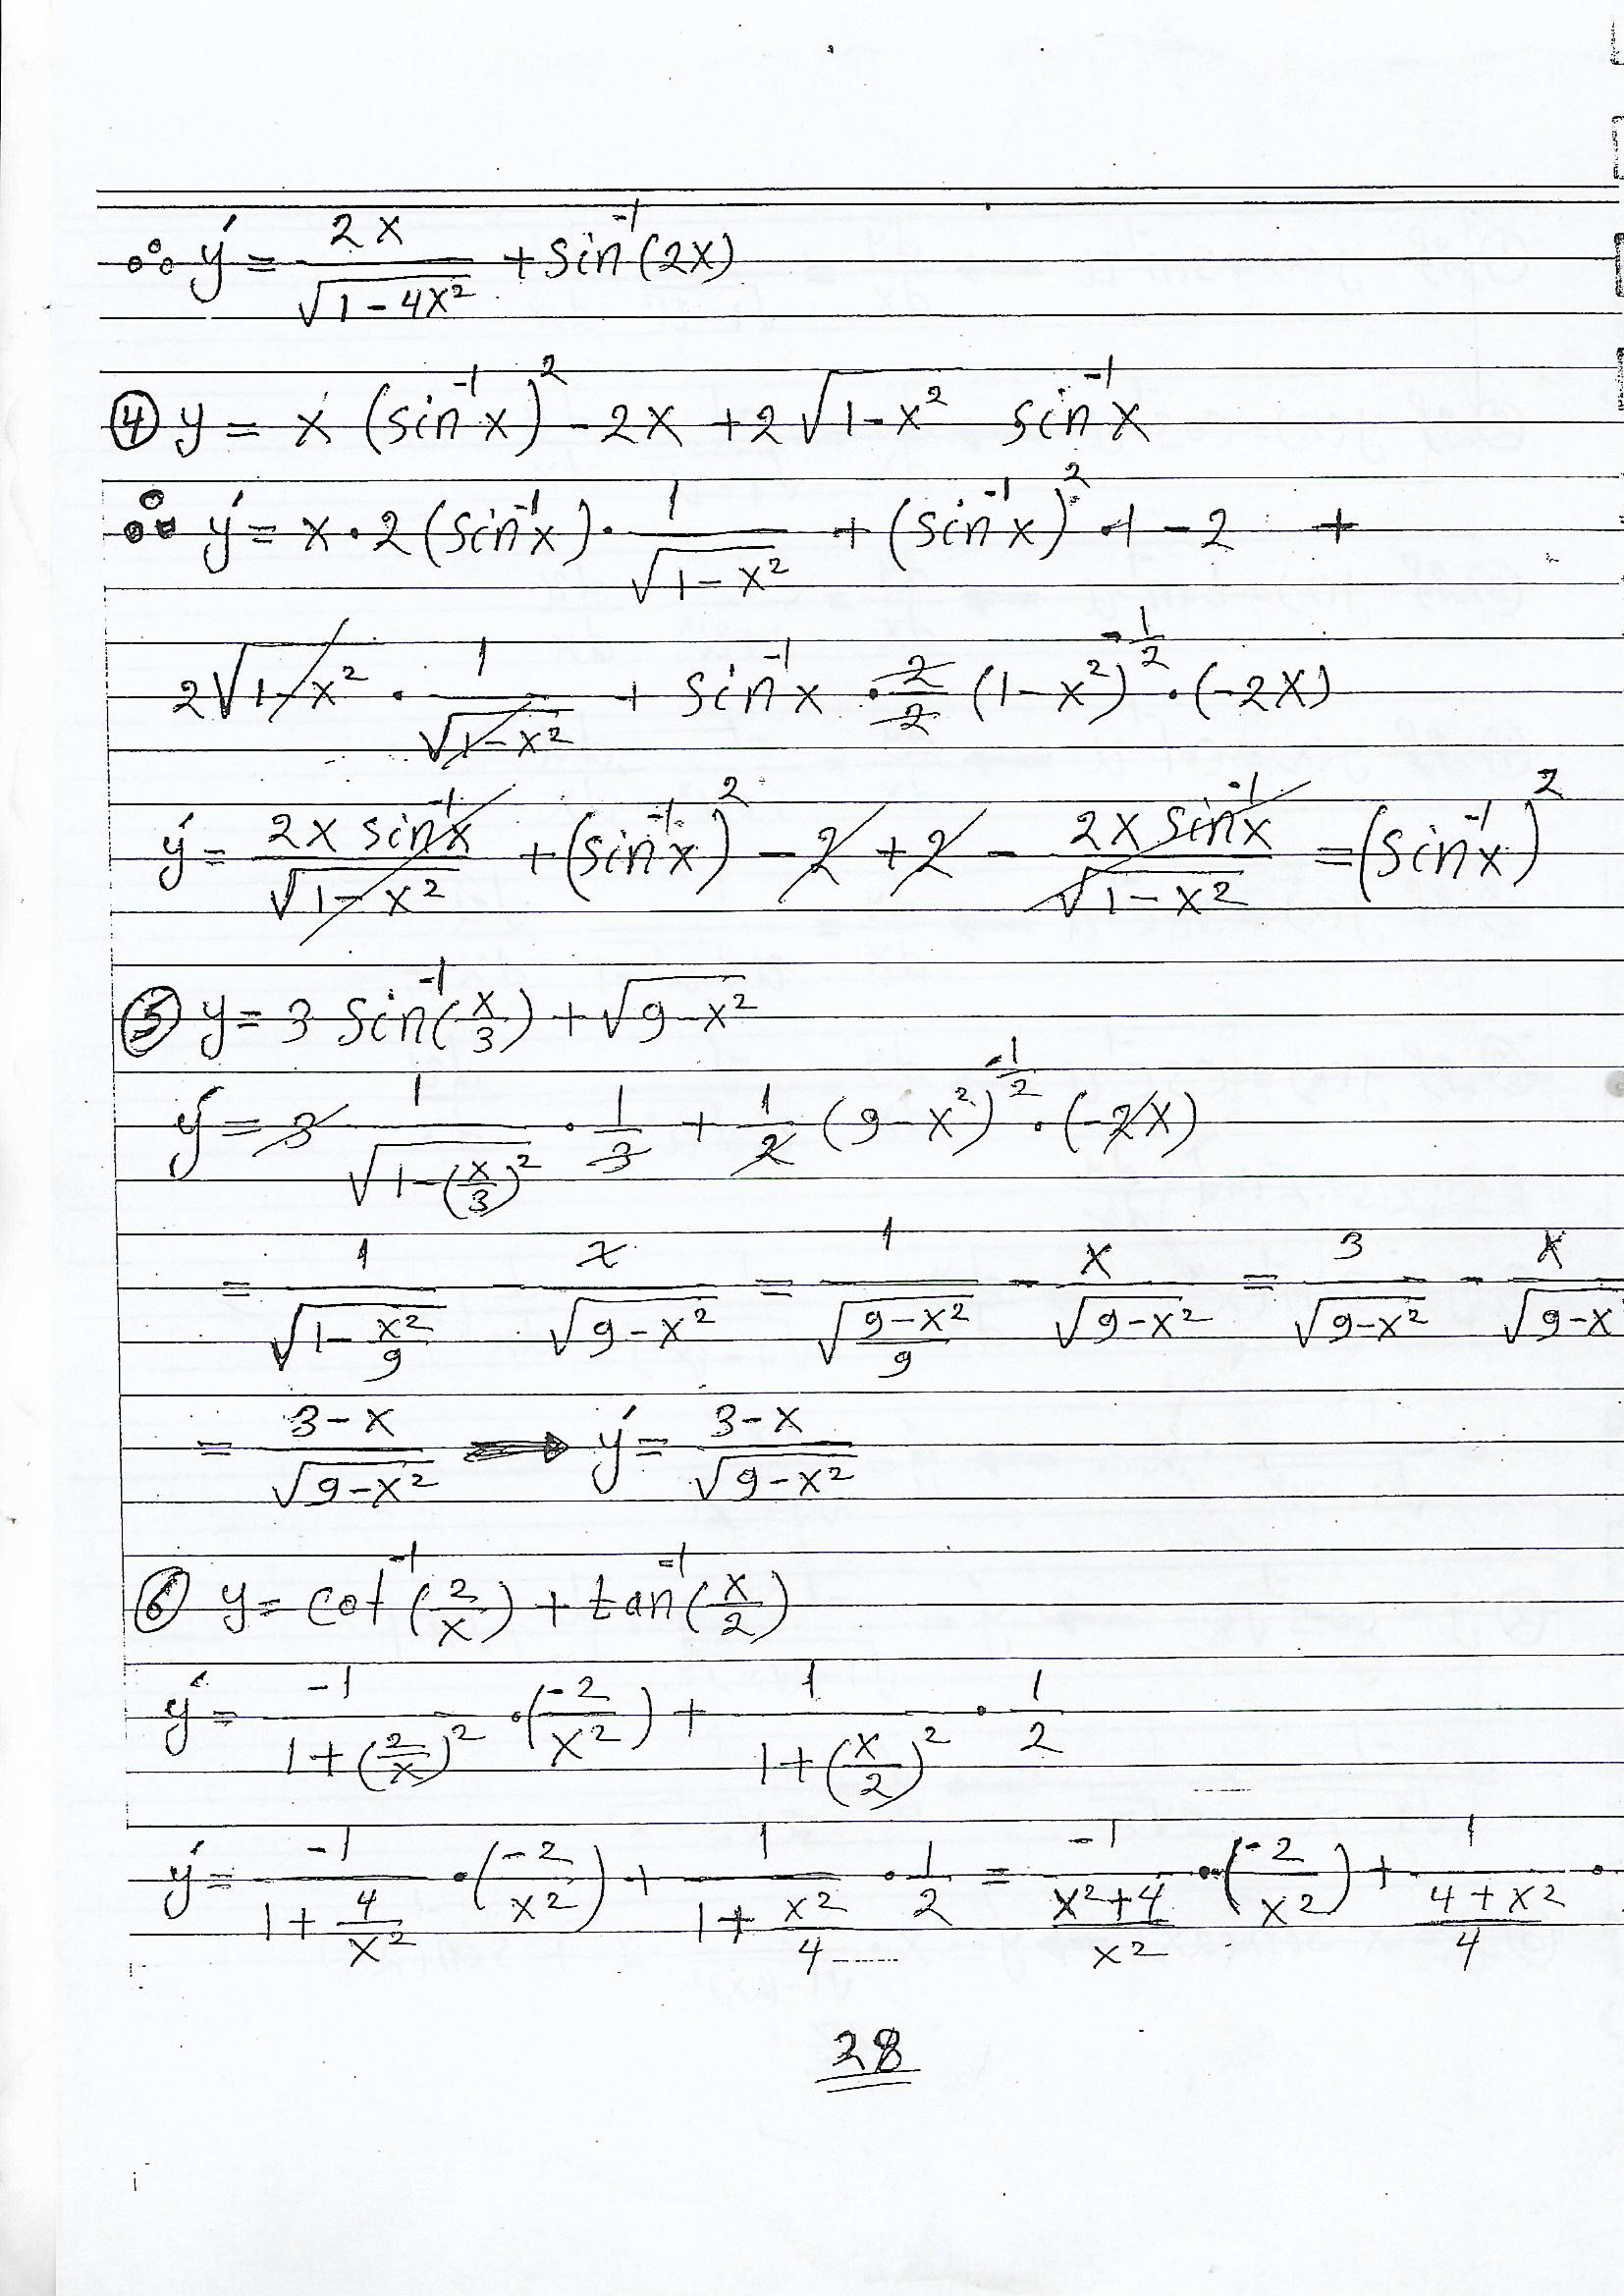 ∴ y' = 2x / √(1-4x²) + sin⁻¹(2x)
④ y = x (sin⁻¹x)² - 2x + 2√(1-x²) sin⁻¹x
∴ y' = x · 2 (sin⁻¹x) · 1/√(1-x²) + (sin⁻¹x)² · 1 - 2 +
2√(1-x²) · 1/√(1-x²) + sin⁻¹x · 2/2 (1-x²)^(-1/2) · (-2x)
y' = 2x sin⁻¹x / √(1-x²) + (sin⁻¹x)² - 2 + 2 - 2x sin⁻¹x / √(1-x²) = (sin⁻¹x)²
⑤ y = 3 sin⁻¹(x/3) + √(9-x²)
y' = 3 1/√(1-(x/3)²) · 1/3 + 1/2 (9-x²)^(-1/2) · (-2x)
= 1/√(1-x²/9) - x/√(9-x²) = 1/√((9-x²)/9) - x/√(9-x²) = 3/√(9-x²) - x/√(9-x
= (3-x)/√(9-x²) ⟹ y' = (3-x)/√(9-x²)
⑥ y = cot⁻¹(2/x) + tan⁻¹(x/2)
y' = -1/(1+(2/x)²) · (-2/x²) + 1/(1+(x/2)²) · 1/2
y' = -1/(1+4/x²) · (-2/x²) + 1/(1+x²/4) · 1/2 = -1/((x²+4)/x²) · (-2/x²) + 1/((4+x²)/4) ·
28